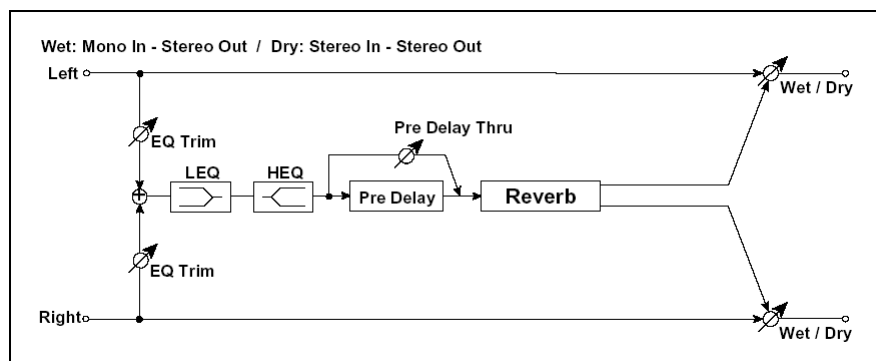 Wet: Mono In - Stereo Out / Dry: Stereo In - Stereo Out
Left
Wet / Dry
EQ Trim
Pre Delay Thru
LEQ
HEQ
+
Pre Delay
Reverb
EQ Trim
Right
Wet / Dry